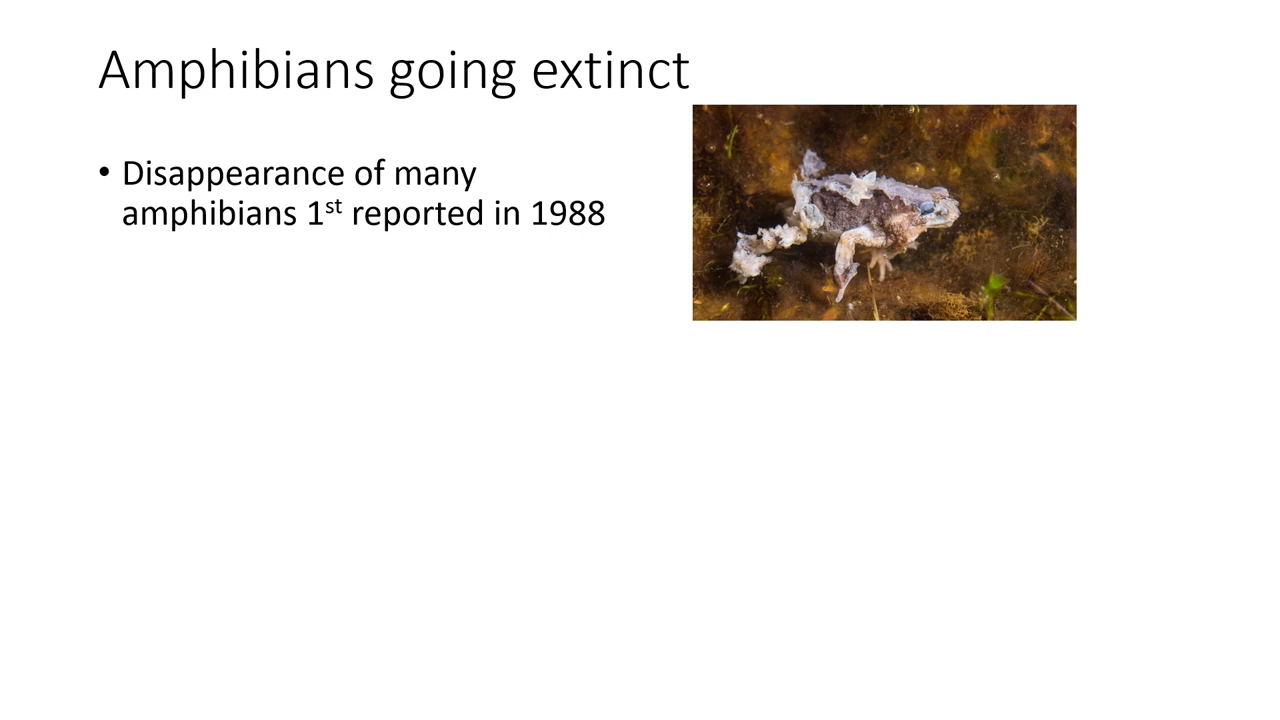 Amphibians going extinct
• Disappearance of many
amphibians 1st reported in 1988